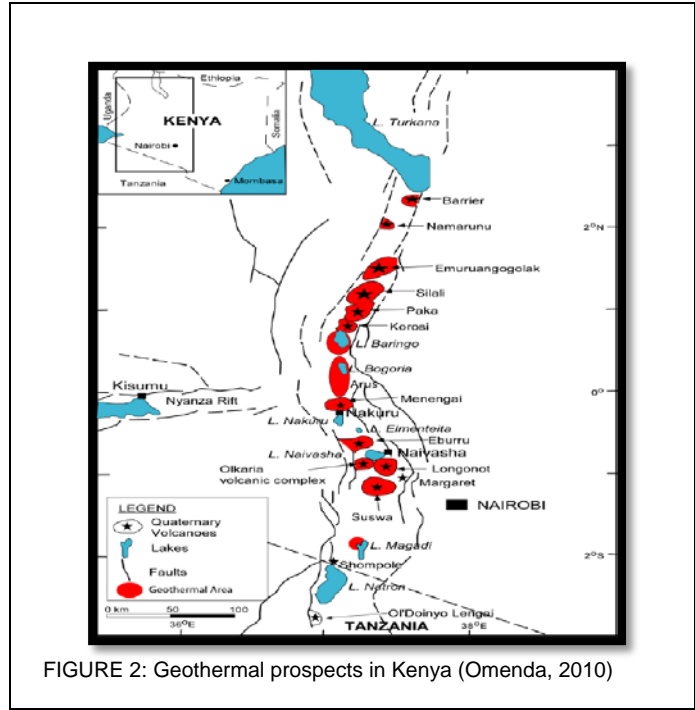 Ethiopia
Uganda
KENYA
Somalia
Nairobi
Tanzania
Mombasa
L. Turkana
Barrier
Namarunu
2°N
Emuruangogolak
Silali
Paka
Korosi
L. Baringo
L. Bogoria
Arus
Kisumu
Nyanza Rift
0°
Menengai
L. Nakuru
Nakuru
L. Elmenteita
Eburru
L. Naivasha
Naivasha
Olkaria
volcanic complex
Longonot
Margaret
Suswa
NAIROBI
LEGEND
Quaternary
Volcanoes
Lakes
Faults
Geothermal Area
0 km 50 100
L. Magadi
2°S
Shompole
L. Natron
Ol'Doinyo Lengai
36°E
TANZANIA
38°E
FIGURE 2: Geothermal prospects in Kenya (Omenda, 2010)